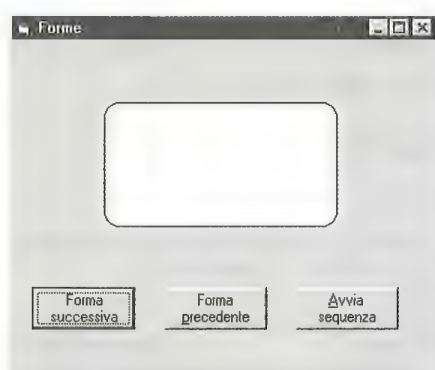 Forme
Forma
successiva
Forma
precedente
Avvia
sequenza